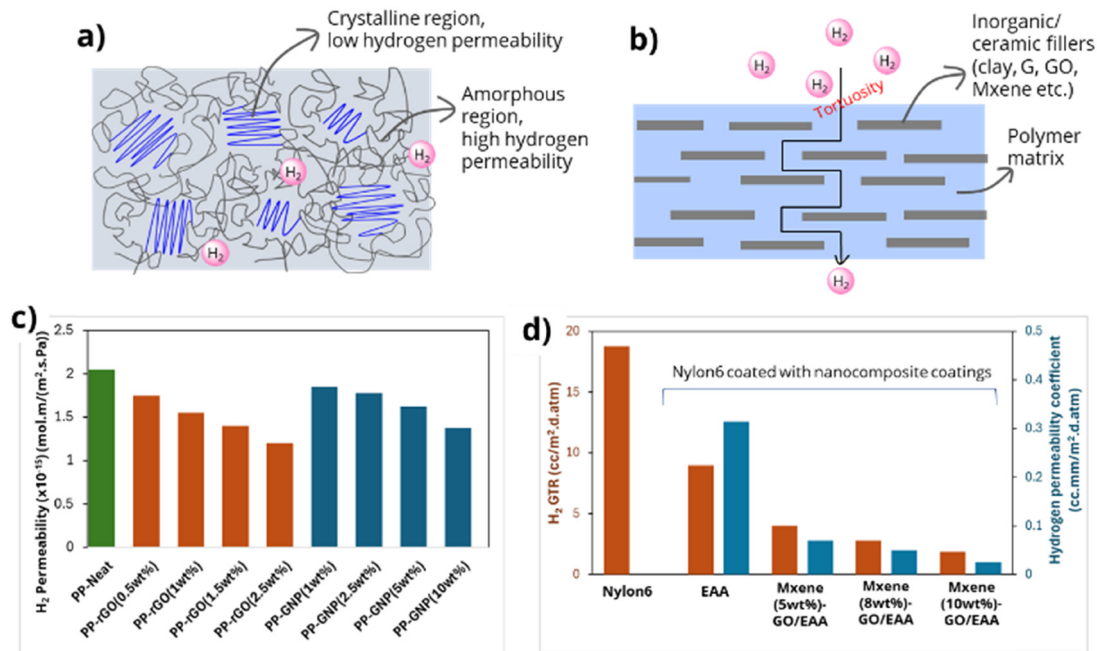 a)
Crystalline region,
low hydrogen permeability
Amorphous
region,
high hydrogen
permeability
H₂
H₂
H₂
b)
H₂
H₂
H₂
H₂
Tortuosity
Inorganic/
ceramic fillers
(clay, G, GO,
Mxene etc.)
Polymer
matrix
H₂
c)
H₂ Permeability (x10⁻¹⁵) (mol.m/(m².s.Pa))
2.5
2
1.5
1
0.5
0
PP-Neat
PP-rGO(0.5wt%)
PP-rGO(1wt%)
PP-rGO(1.5wt%)
PP-rGO(2.5wt%)
PP-GNP(1wt%)
PP-GNP(2.5wt%)
PP-GNP(5wt%)
PP-GNP(10wt%)
d)
H₂ GTR (cc/m².d.atm)
20
15
10
5
0
Nylon6 coated with nanocomposite coatings
Nylon6
EAA
Mxene
(5wt%)-
GO/EAA
Mxene
(8wt%)-
GO/EAA
Mxene
(10wt%)-
GO/EAA
0.5
0.4
0.3
0.2
0.1
0
Hydrogen permeability coefficient
(cc.mm/m².d.atm)